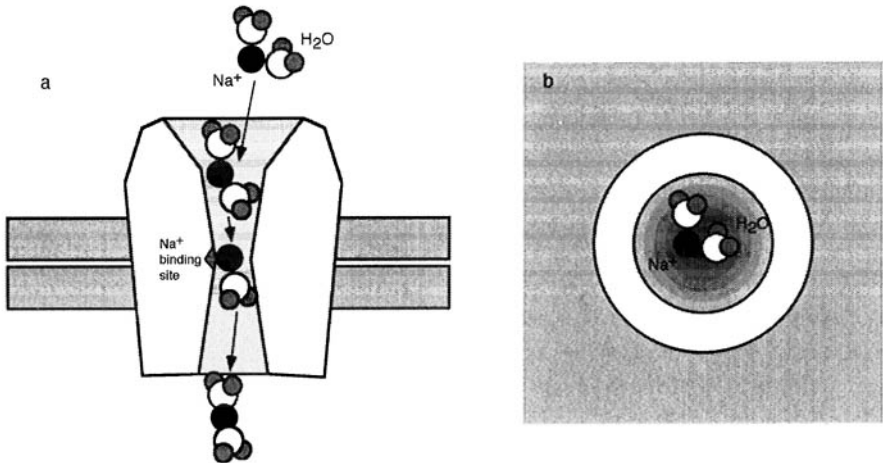 a
H₂O
Na⁺
Na⁺
binding
site
b
H₂O
Na⁺